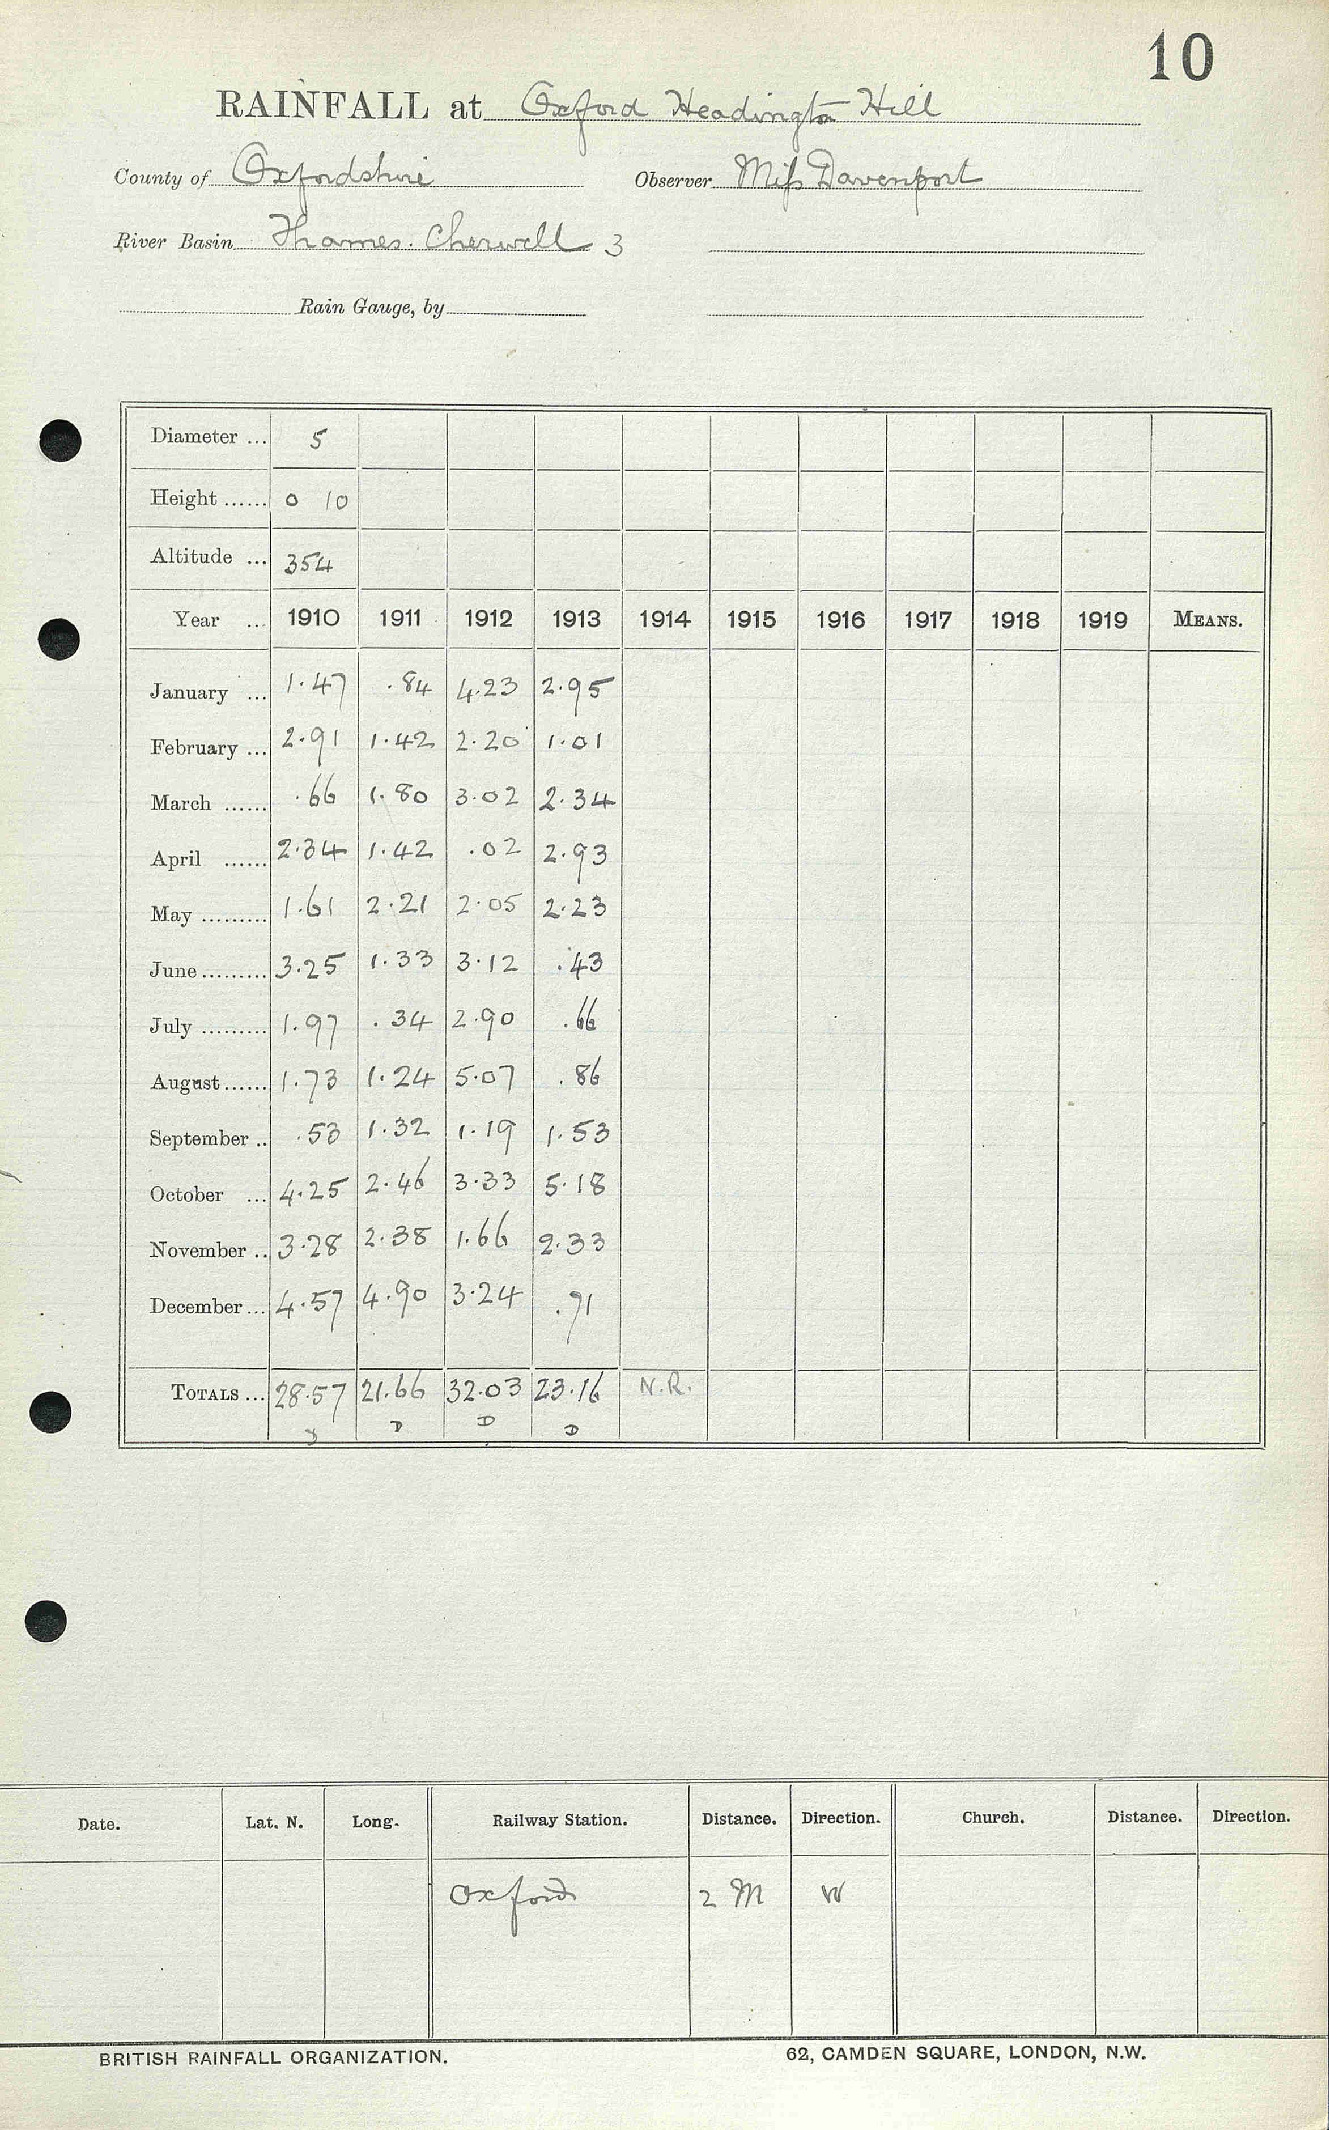 10
RAINFALL at Oxford Headington Hill
County of Oxfordshire Observer Miss Davenport
River Basin Thames. Cherwell 3
Rain Gauge, by
Diameter ... 5
Height ...... 0 10
Altitude ... 354
Year ... 1910 1911 1912 1913 1914 1915 1916 1917 1918 1919 MEANS.
January ... 1.47 .84 4.23 2.95
February ... 2.91 1.42 2.20 1.01
March ...... .66 1.80 3.02 2.34
April ...... 2.34 1.42 .02 2.93
May ......... 1.61 2.21 2.05 2.23
June ......... 3.25 1.33 3.12 .43
July ......... 1.97 .34 2.90 .66
August ...... 1.73 1.24 5.07 .86
September .. .53 1.32 1.19 1.53
October ... 4.25 2.46 3.33 5.18
November .. 3.28 2.38 1.66 2.33
December ... 4.57 4.90 3.24 .71
TOTALS ... 28.57 21.66 32.03 23.16 N.R.
D D D
Date. Lat. N. Long. Railway Station. Distance. Direction. Church. Distance. Direction.
Oxford 2 M W
BRITISH RAINFALL ORGANIZATION. 62, CAMDEN SQUARE, LONDON, N.W.